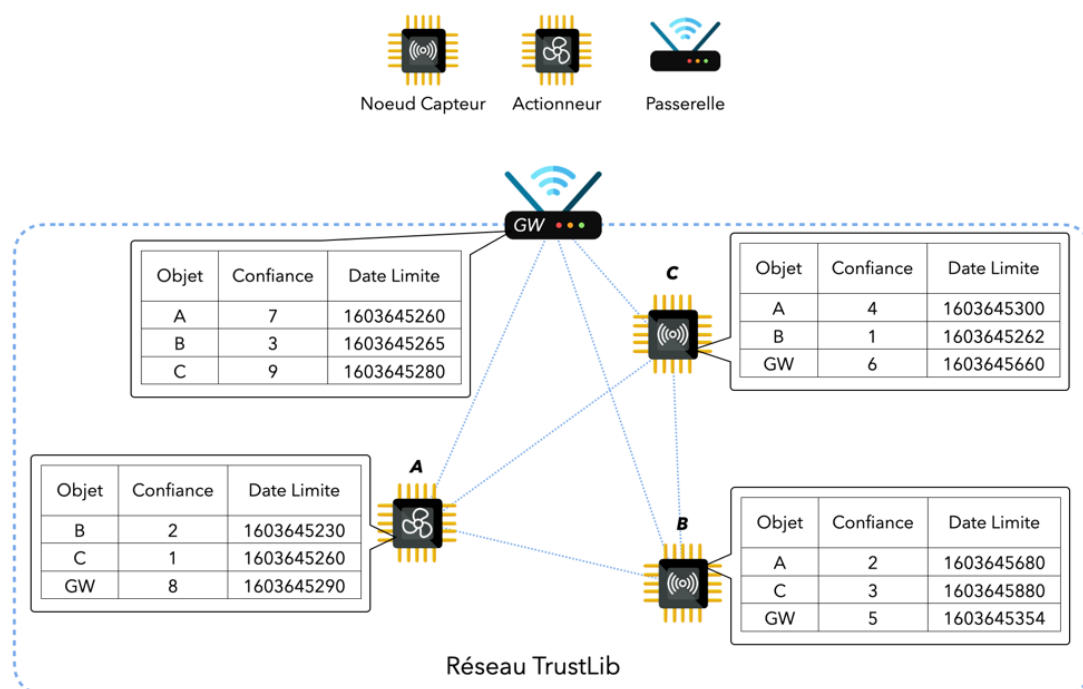 Noeud Capteur Actionneur Passerelle
GW
Objet Confiance Date Limite
A 7 1603645260
B 3 1603645265
C 9 1603645280
C
Objet Confiance Date Limite
A 4 1603645300
B 1 1603645262
GW 6 1603645660
A
Objet Confiance Date Limite
B 2 1603645230
C 1 1603645260
GW 8 1603645290
B
Objet Confiance Date Limite
A 2 1603645680
C 3 1603645880
GW 5 1603645354
Réseau TrustLib